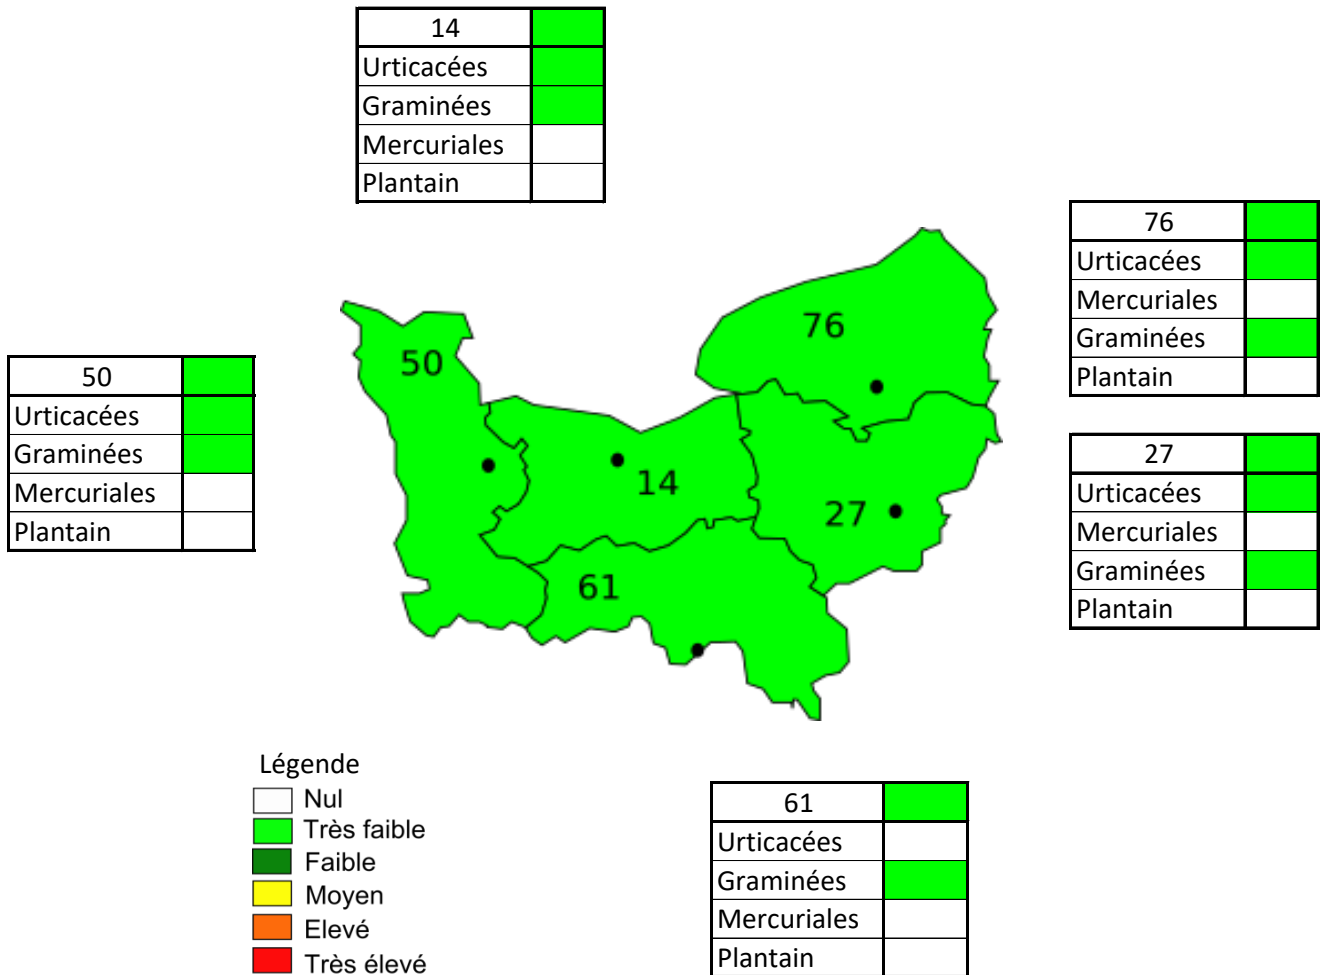 14
Urticacées
Graminées
Mercuriales
Plantain
76
Urticacées
Mercuriales
Graminées
Plantain
50
Urticacées
Graminées
Mercuriales
Plantain
27
Urticacées
Mercuriales
Graminées
Plantain
76
50
14
27
61
Légende
Nul
Très faible
Faible
Moyen
Elevé
Très élevé
61
Urticacées
Graminées
Mercuriales
Plantain